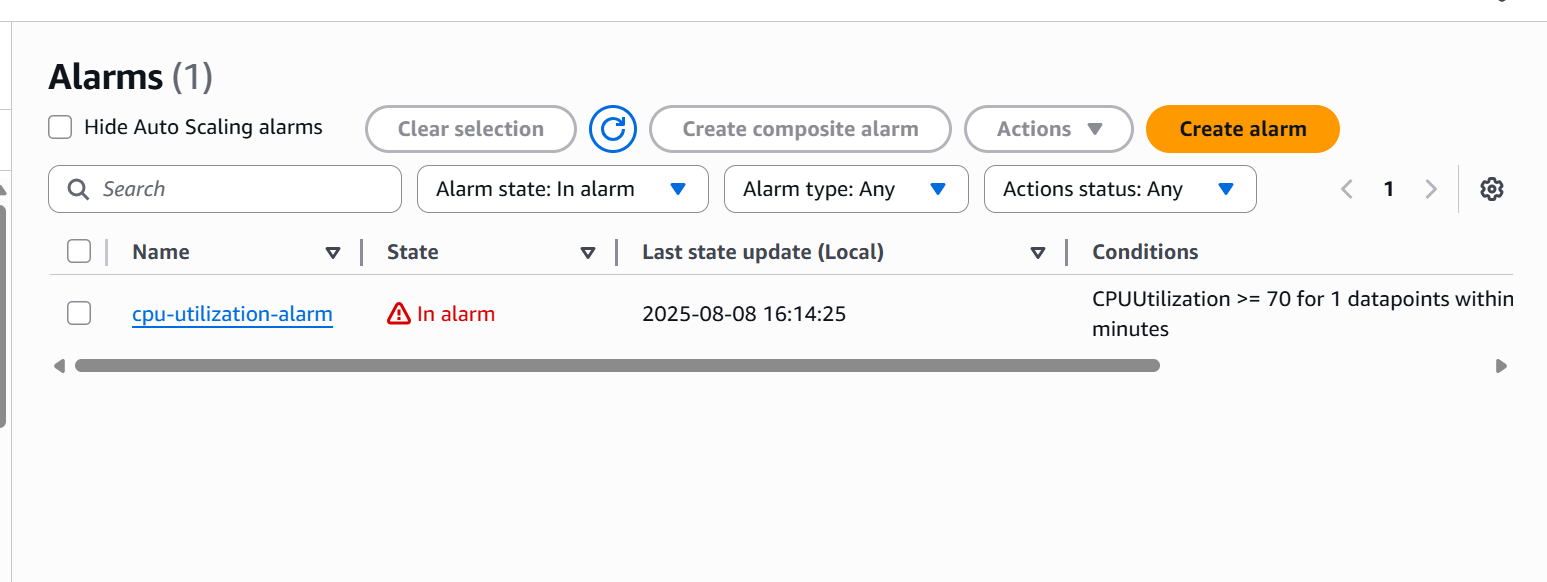 Alarms (1)
Hide Auto Scaling alarms
Clear selection
Create composite alarm
Actions
Create alarm
Search
Alarm state: In alarm
Alarm type: Any
Actions status: Any
1
Name
State
Last state update (Local)
Conditions
cpu-utilization-alarm
In alarm
2025-08-08 16:14:25
CPUUtilization >= 70 for 1 datapoints within
minutes